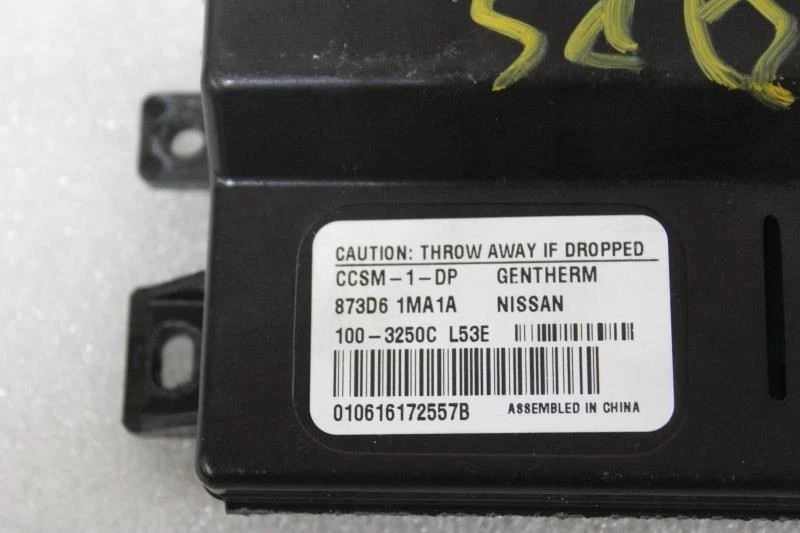 CAUTION: THROW AWAY IF DROPPED
CCSM-1-DP GENTHERM
873D6 1MA1A NISSAN
100-3250C L53E
010616172557B ASSEMBLED IN CHINA